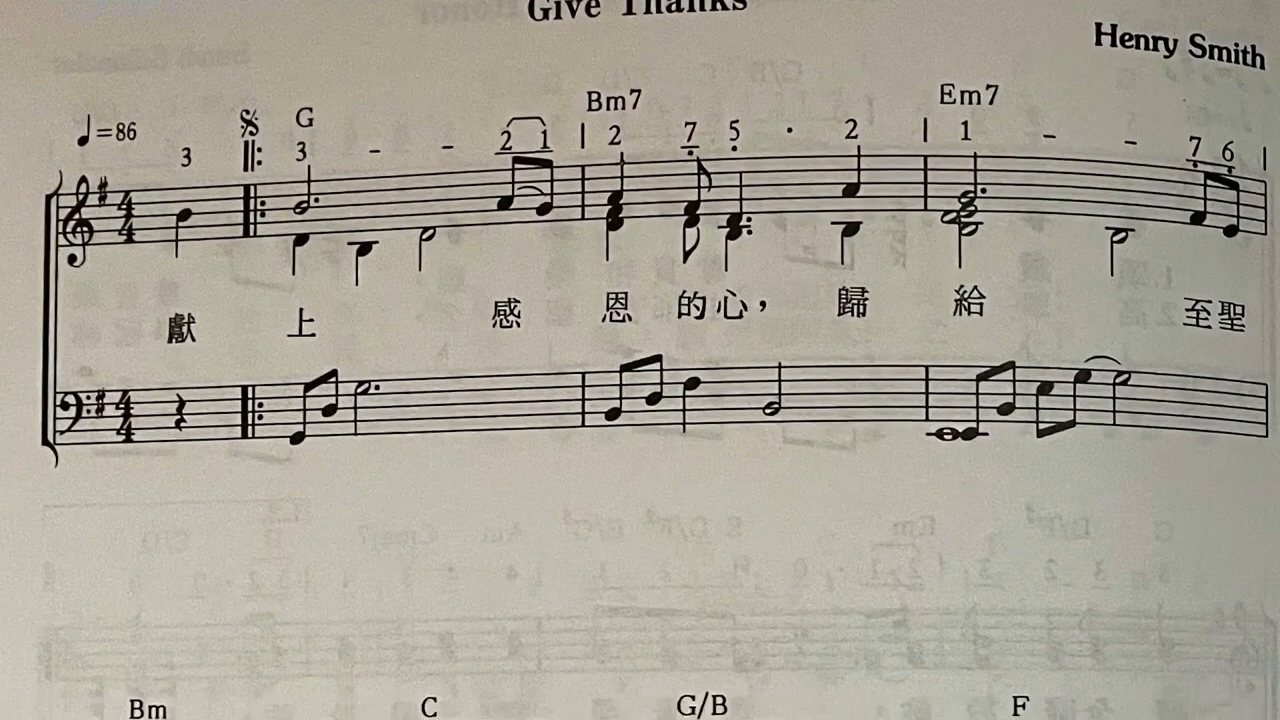 Give Thanks
Henry Smith
♩=86 G Bm7 Em7
3 3 - - 2 1 | 2 7 5 · 2 | 1 - - 7 6 |
獻 上 感 恩 的 心， 歸 給 至 聖
Bm C G/B F